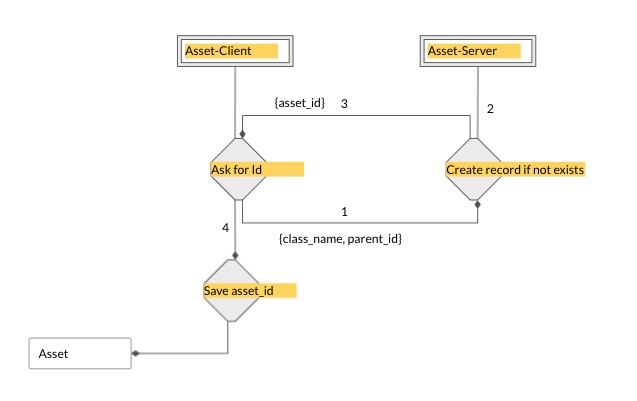 Asset-Client
Asset-Server
{asset_id} 3
2
Ask for Id
Create record if not exists
1
4
{class_name, parent_id}
Save asset_id
Asset